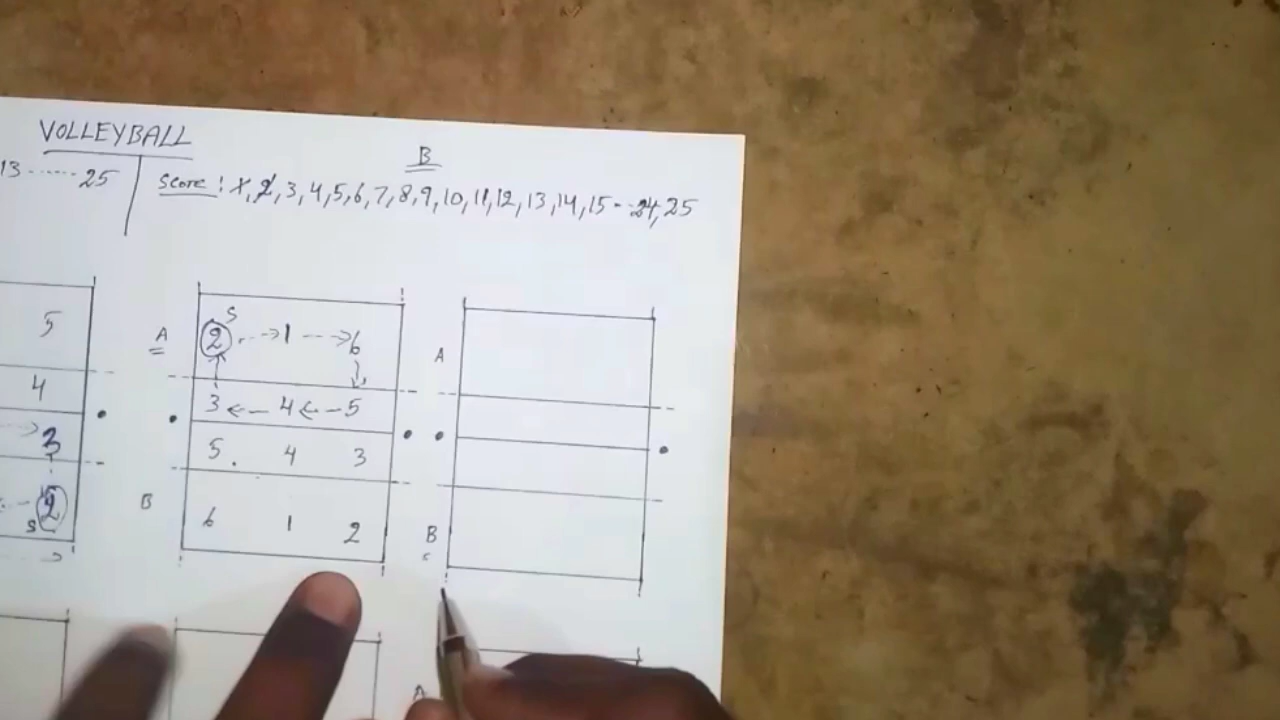 VOLLEYBALL
B
13 ...... 25
Score: 1, 2, 3, 4, 5, 6, 7, 8, 9, 10, 11, 12, 13, 14, 15 - - 24, 25
5
4
3
2
S
A
S
2 1 6
3 4 5
5 4 3
B
6 1 2
A
B
A